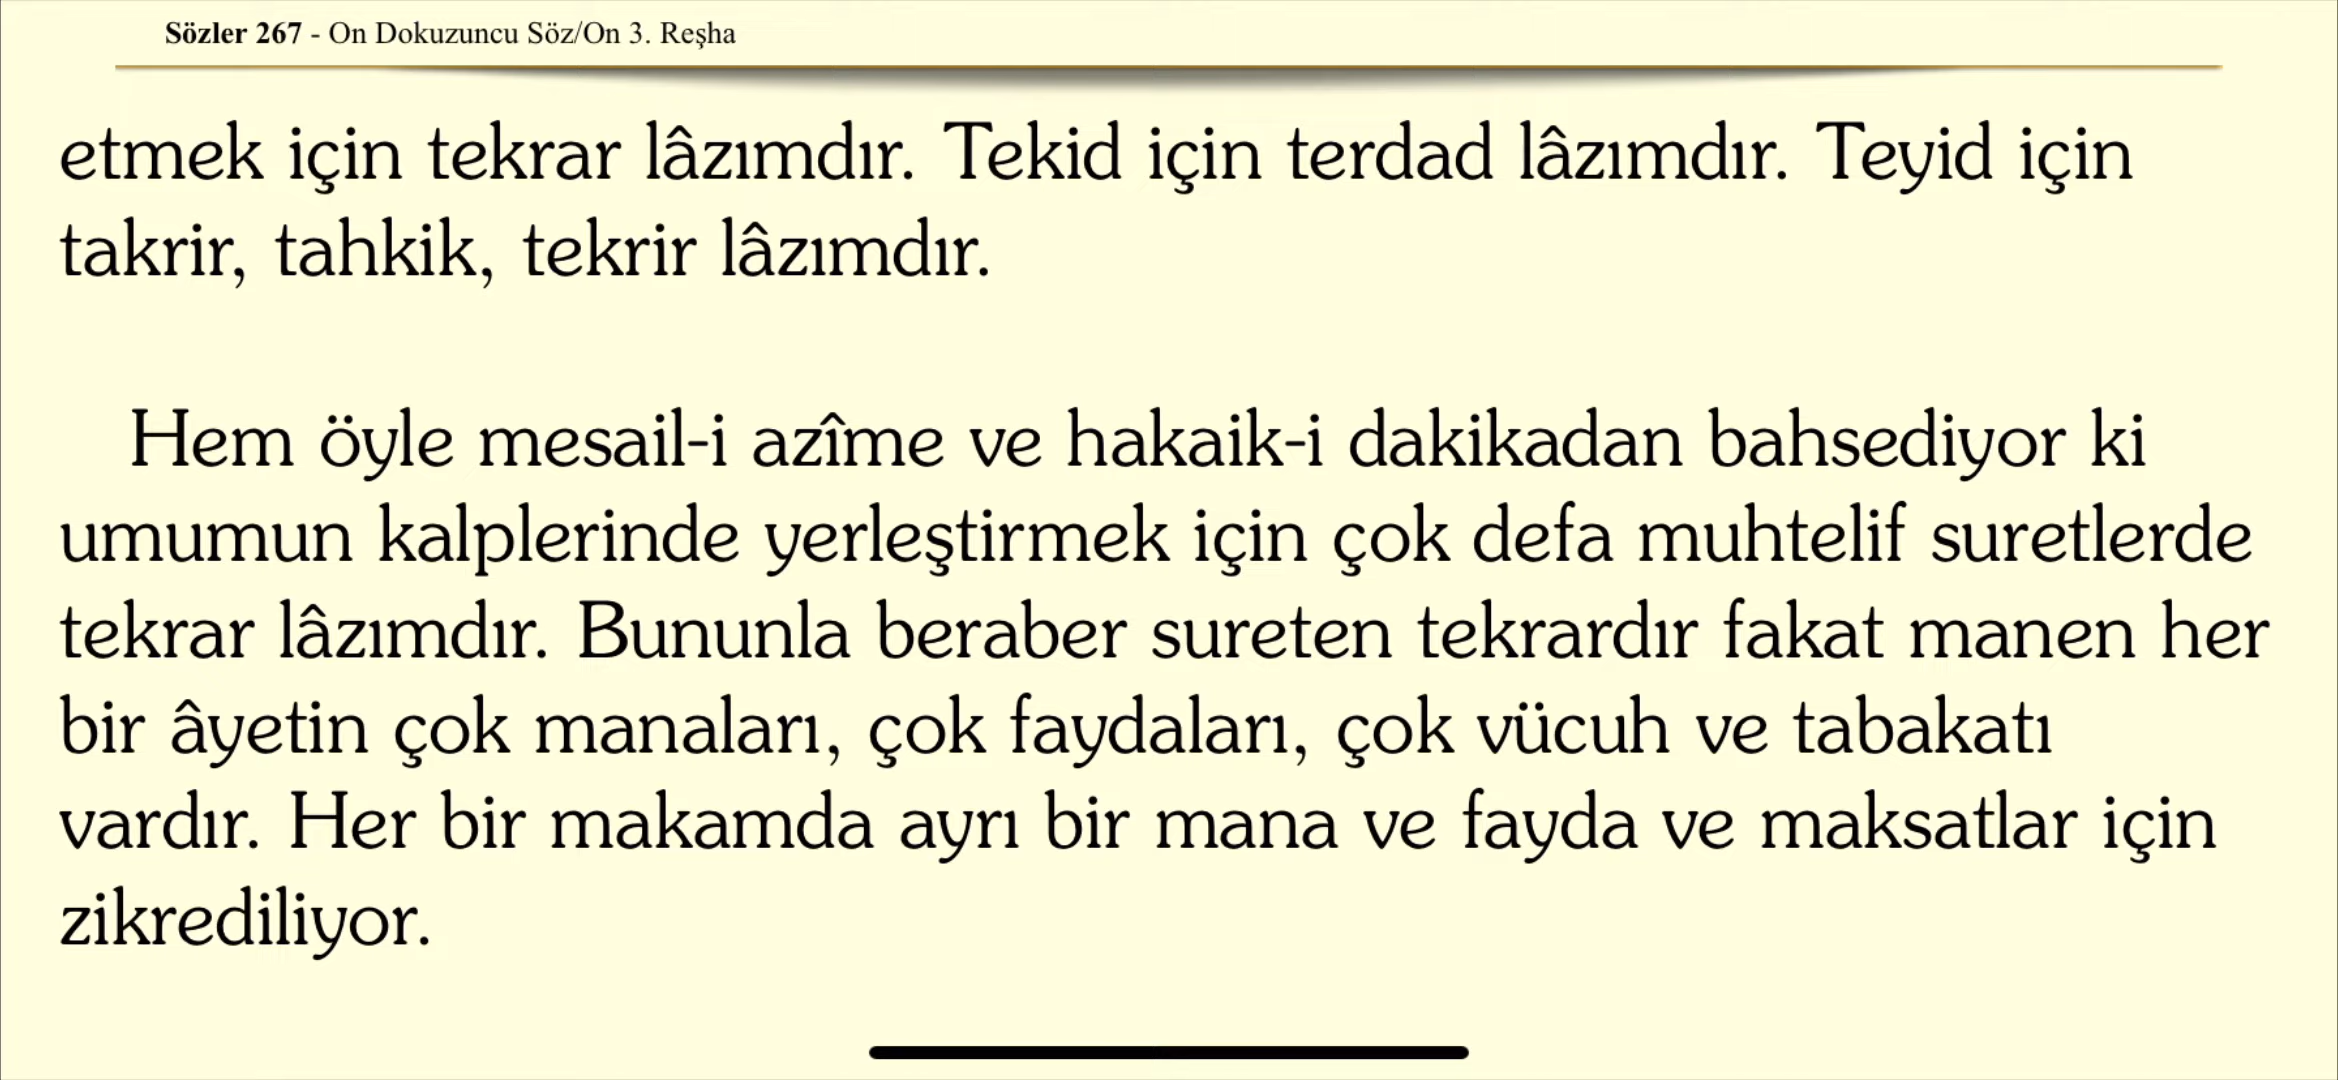 Sözler 267 - On Dokuzuncu Söz/On 3. Reşha
etmek için tekrar lâzımdır. Tekid için terdad lâzımdır. Teyid için
takrir, tahkik, tekrir lâzımdır.
Hem öyle mesail-i azîme ve hakaik-i dakikadan bahsediyor ki
umumun kalplerinde yerleştirmek için çok defa muhtelif suretlerde
tekrar lâzımdır. Bununla beraber sureten tekrardır fakat manen her
bir âyetin çok manaları, çok faydaları, çok vücuh ve tabakatı
vardır. Her bir makamda ayrı bir mana ve fayda ve maksatlar için
zikrediliyor.